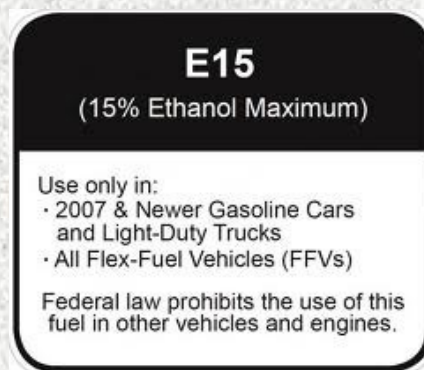 E15
(15% Ethanol Maximum)
Use only in:
· 2007 & Newer Gasoline Cars
and Light-Duty Trucks
· All Flex-Fuel Vehicles (FFVs)
Federal law prohibits the use of this
fuel in other vehicles and engines.